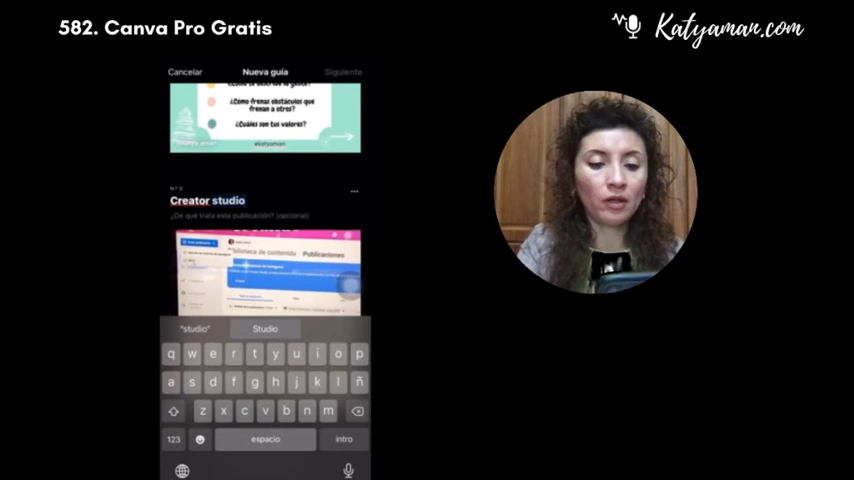 582. Canva Pro Gratis
Katyaman.com
Cancelar Nueva guía Siguiente
¿Cómo frenas obstáculos que
frenan a otros?
¿Cuáles son tus valores?
@katyaman
Nº 3
Creator studio
¿De qué trata esta publicación? (opcional)
Biblioteca de contenido Publicaciones
"studio" Studio
q w e r t y u i o p
a s d f g h j k l ñ
z x c v b n m
123 espacio intro